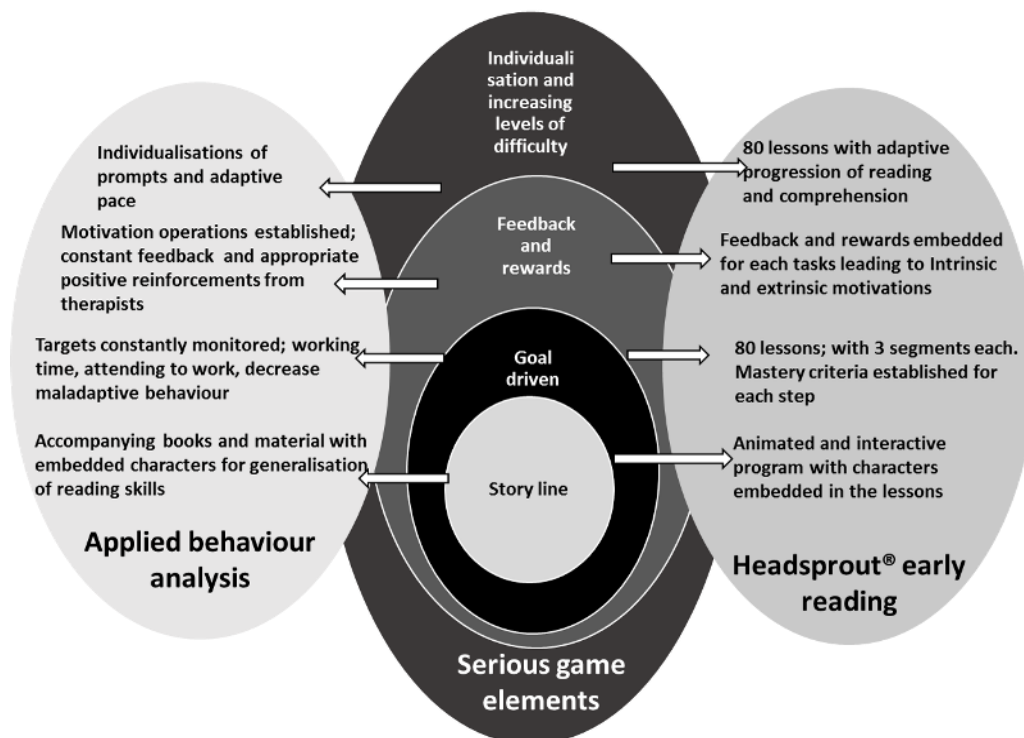 Individuali
sation and
increasing
levels of
difficulty
Individualisations of
prompts and adaptive
pace
80 lessons with adaptive
progression of reading
and comprehension
Feedback
and
rewards
Motivation operations established;
constant feedback and appropriate
positive reinforcements from
therapists
Feedback and rewards embedded
for each tasks leading to Intrinsic
and extrinsic motivations
Goal
driven
Targets constantly monitored; working
time, attending to work, decrease
maladaptive behaviour
80 lessons; with 3 segments each.
Mastery criteria established for
each step
Story line
Accompanying books and material with
embedded characters for generalisation
of reading skills
Animated and interactive
program with characters
embedded in the lessons
Applied behaviour
analysis
Headsprout® early
reading
Serious game
elements